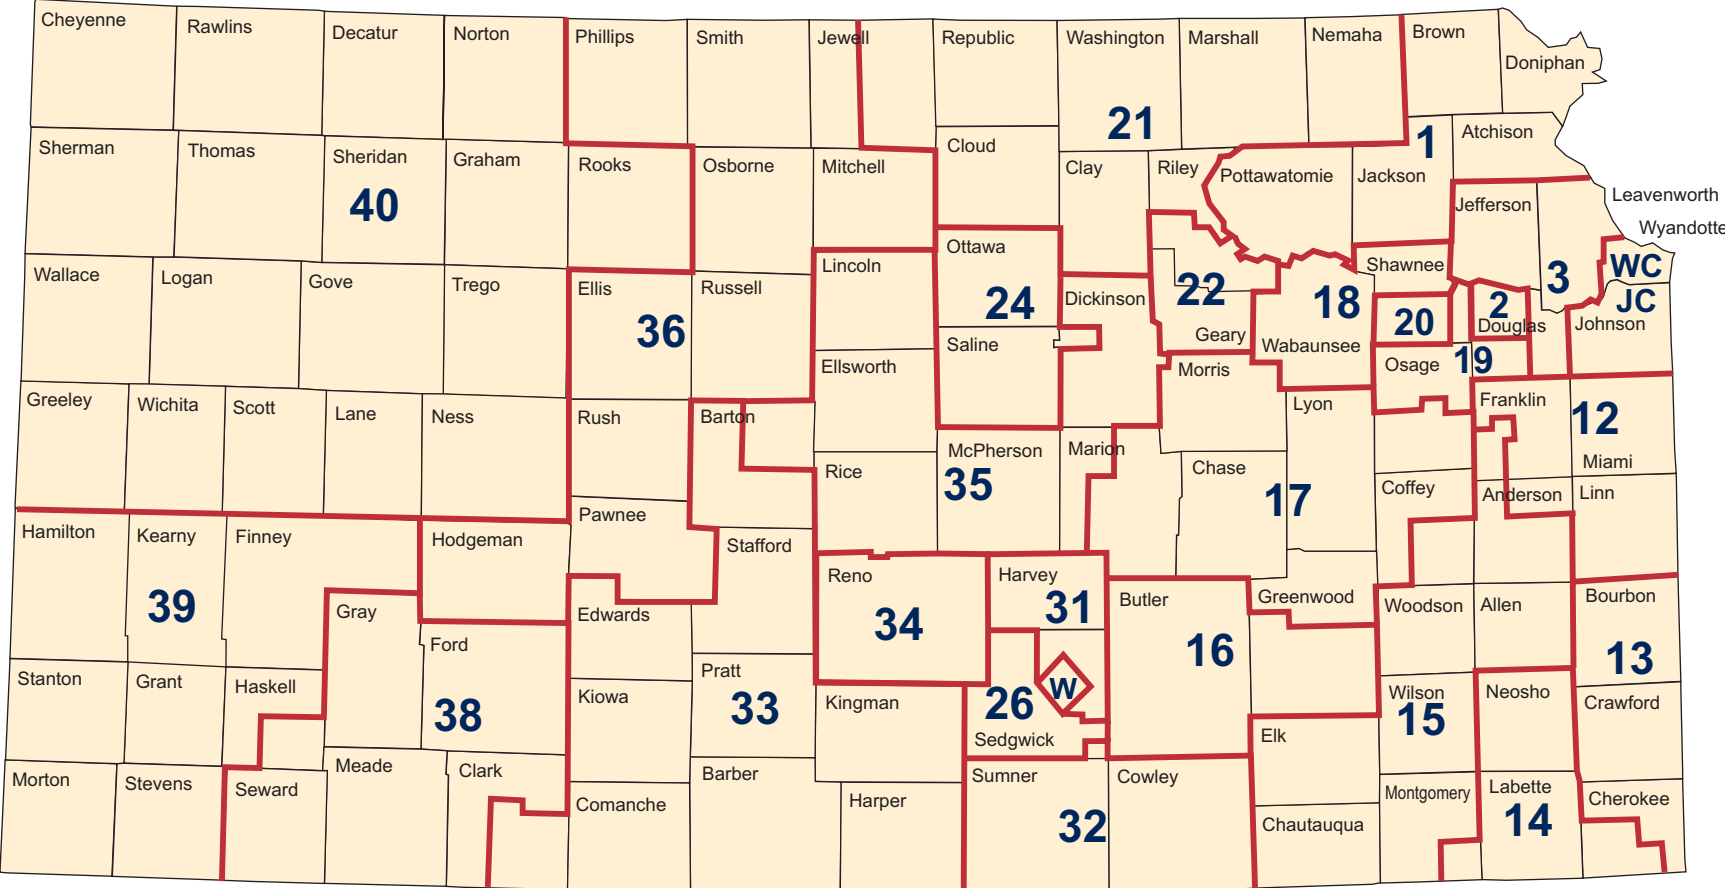 Cheyenne
Rawlins
Decatur
Norton
Phillips
Smith
Jewell
Republic
Washington
Marshall
Nemaha
Brown
Doniphan
21
1
Atchison
Sherman
Thomas
Sheridan
Graham
Rooks
Osborne
Mitchell
Cloud
Clay
Riley
Pottawatomie
Jackson
Jefferson
Leavenworth
Wyandotte
40
Ottawa
Shawnee
3
WC
Wallace
Logan
Gove
Trego
Ellis
Russell
Lincoln
24
Dickinson
22
18
20
2
JC
36
Saline
Geary
Wabaunsee
Douglas
Johnson
Ellsworth
Morris
Osage
19
Greeley
Wichita
Scott
Lane
Ness
Rush
Barton
Lyon
Franklin
12
McPherson
Marion
Miami
Rice
35
Chase
17
Coffey
Anderson
Linn
Pawnee
Stafford
Hamilton
Kearny
Finney
Hodgeman
Reno
Harvey
39
Gray
Edwards
34
31
Butler
Greenwood
Woodson
Allen
Bourbon
Ford
16
13
Stanton
Grant
Haskell
38
Kiowa
Pratt
33
Kingman
26
W
Wilson
15
Neosho
Crawford
Sedgwick
Elk
Morton
Stevens
Seward
Meade
Clark
Comanche
Barber
Harper
Sumner
Cowley
32
Chautauqua
Montgomery
Labette
14
Cherokee